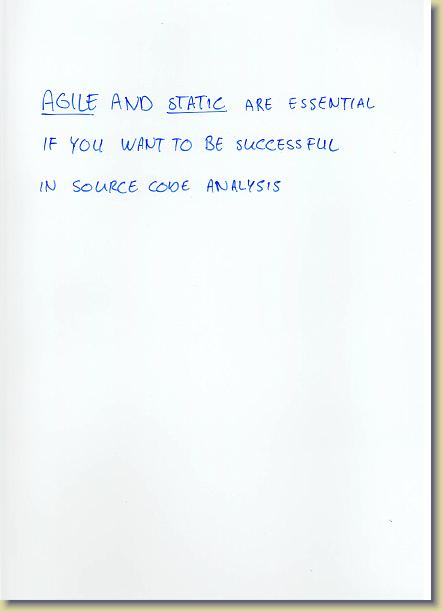 AGILE AND STATIC ARE ESSENTIAL
IF YOU WANT TO BE SUCCESSFUL
IN SOURCE CODE ANALYSIS